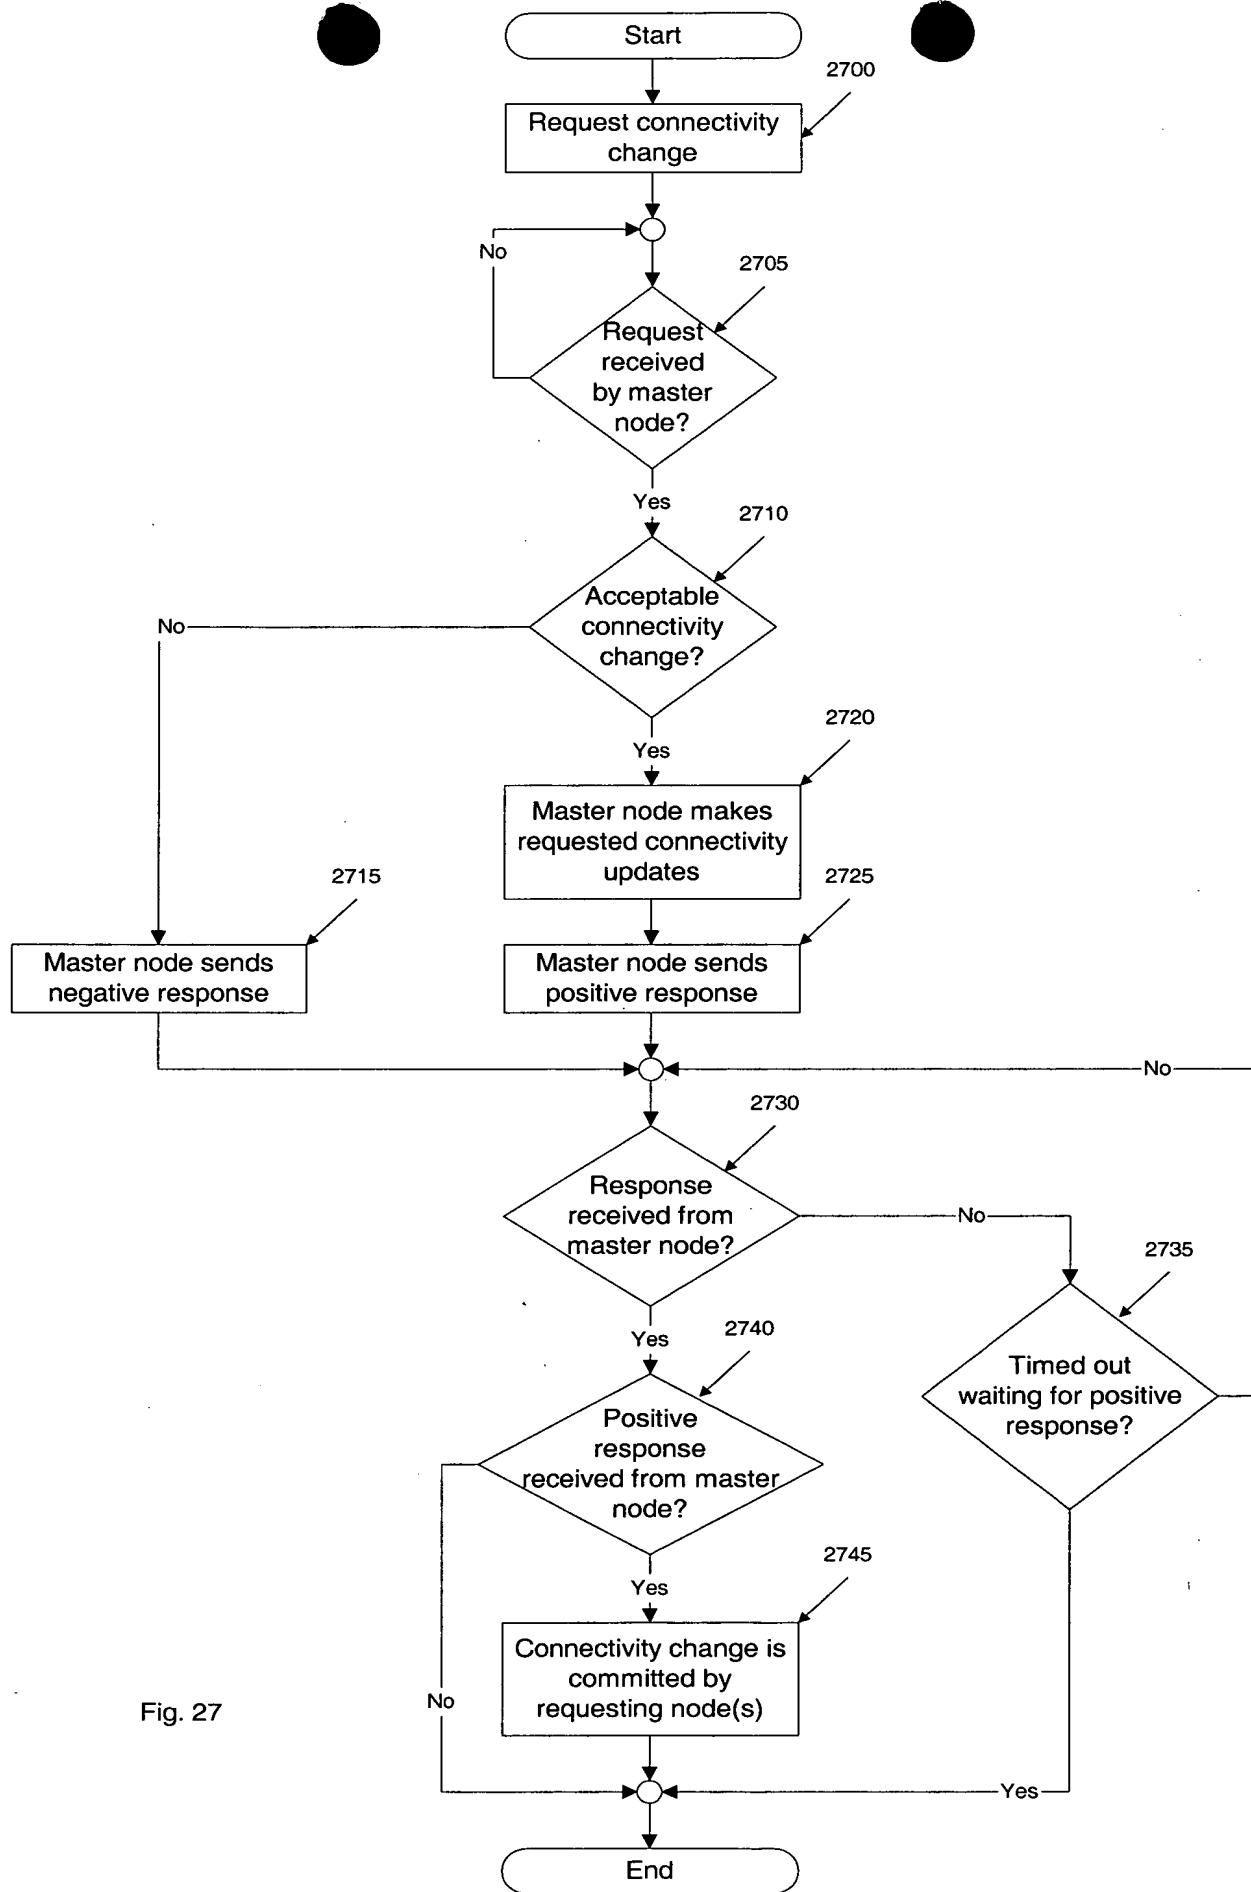 Start
2700
Request connectivity
change
No
2705
Request
received
by master
node?
Yes
2710
Acceptable
connectivity
change?
No
Yes
2720
Master node makes
requested connectivity
updates
2715
2725
Master node sends
negative response
Master node sends
positive response
No
2730
Response
received from
master node?
No
2735
Yes
2740
Timed out
waiting for positive
response?
Positive
response
received from master
node?
Yes
2745
Connectivity change is
committed by
requesting node(s)
No
Fig. 27
Yes
End